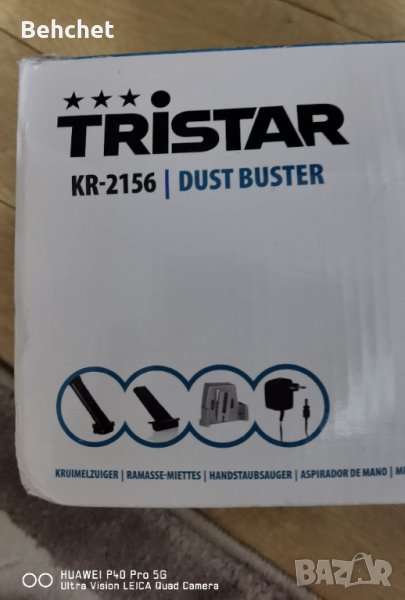 Behchet
TRISTAR
KR-2156 | DUST BUSTER
KRUIMELZUIGER | RAMASSE-MIETTES | HANDSTAUBSAUGER | ASPIRADOR DE MANO |
HUAWEI P40 Pro 5G
Ultra Vision LEICA Quad Camera
bazar